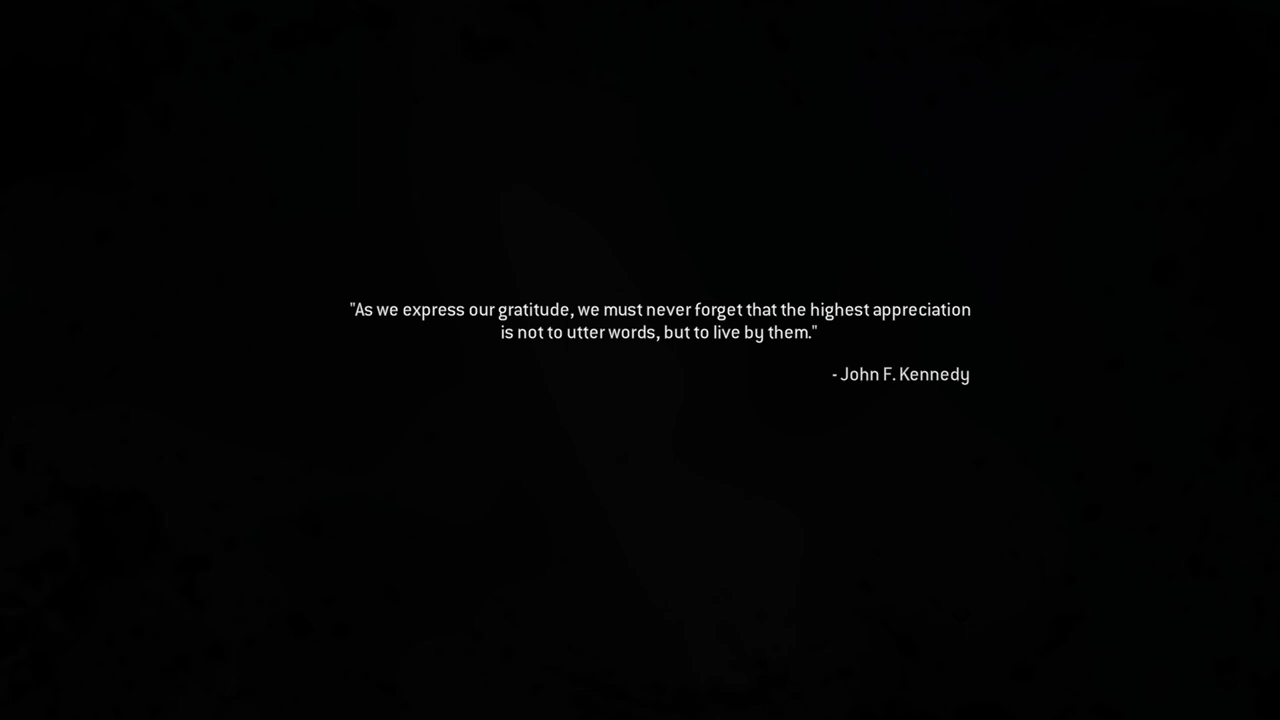 "As we express our gratitude, we must never forget that the highest appreciation
is not to utter words, but to live by them."
- John F. Kennedy